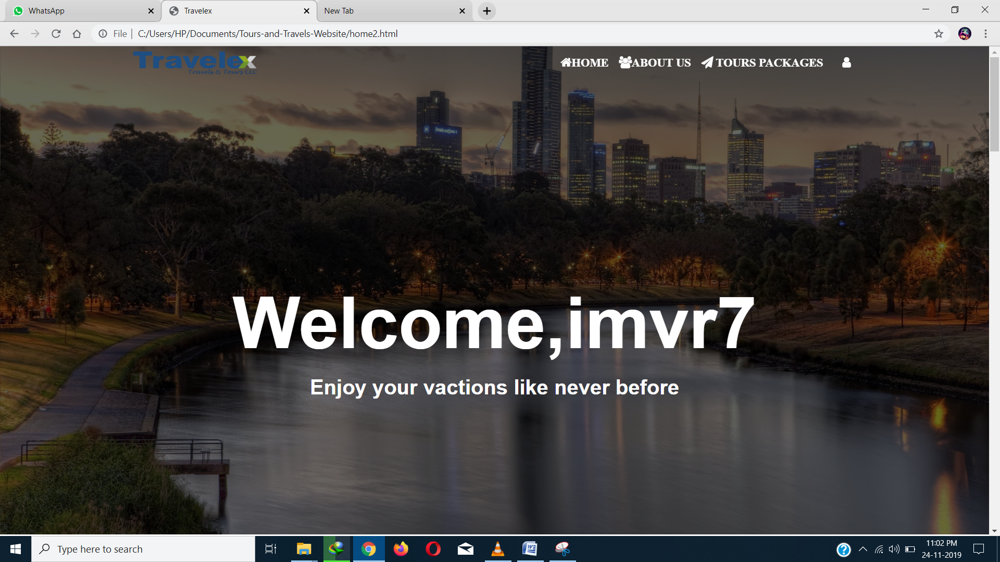 WhatsApp
Travelex
New Tab
File | C:/Users/HP/Documents/Tours-and-Travels-Website/home2.html
Travelex
Travels & Tours LLC
HOME
ABOUT US
TOURS PACKAGES
Welcome,imvr7
Enjoy your vactions like never before
Type here to search
11:02 PM
24-11-2019